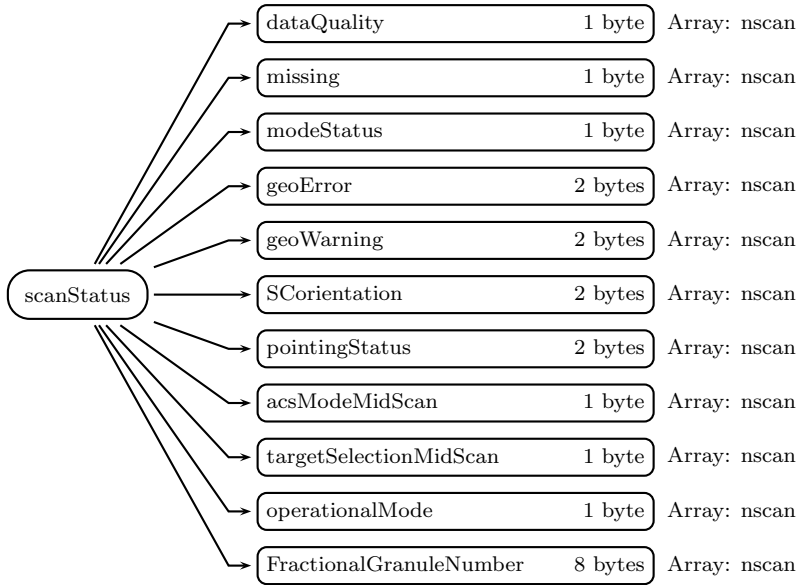 dataQuality 1 byte Array: nscan
missing 1 byte Array: nscan
modeStatus 1 byte Array: nscan
geoError 2 bytes Array: nscan
geoWarning 2 bytes Array: nscan
scanStatus SCorientation 2 bytes Array: nscan
pointingStatus 2 bytes Array: nscan
acsModeMidScan 1 byte Array: nscan
targetSelectionMidScan 1 byte Array: nscan
operationalMode 1 byte Array: nscan
FractionalGranuleNumber 8 bytes Array: nscan